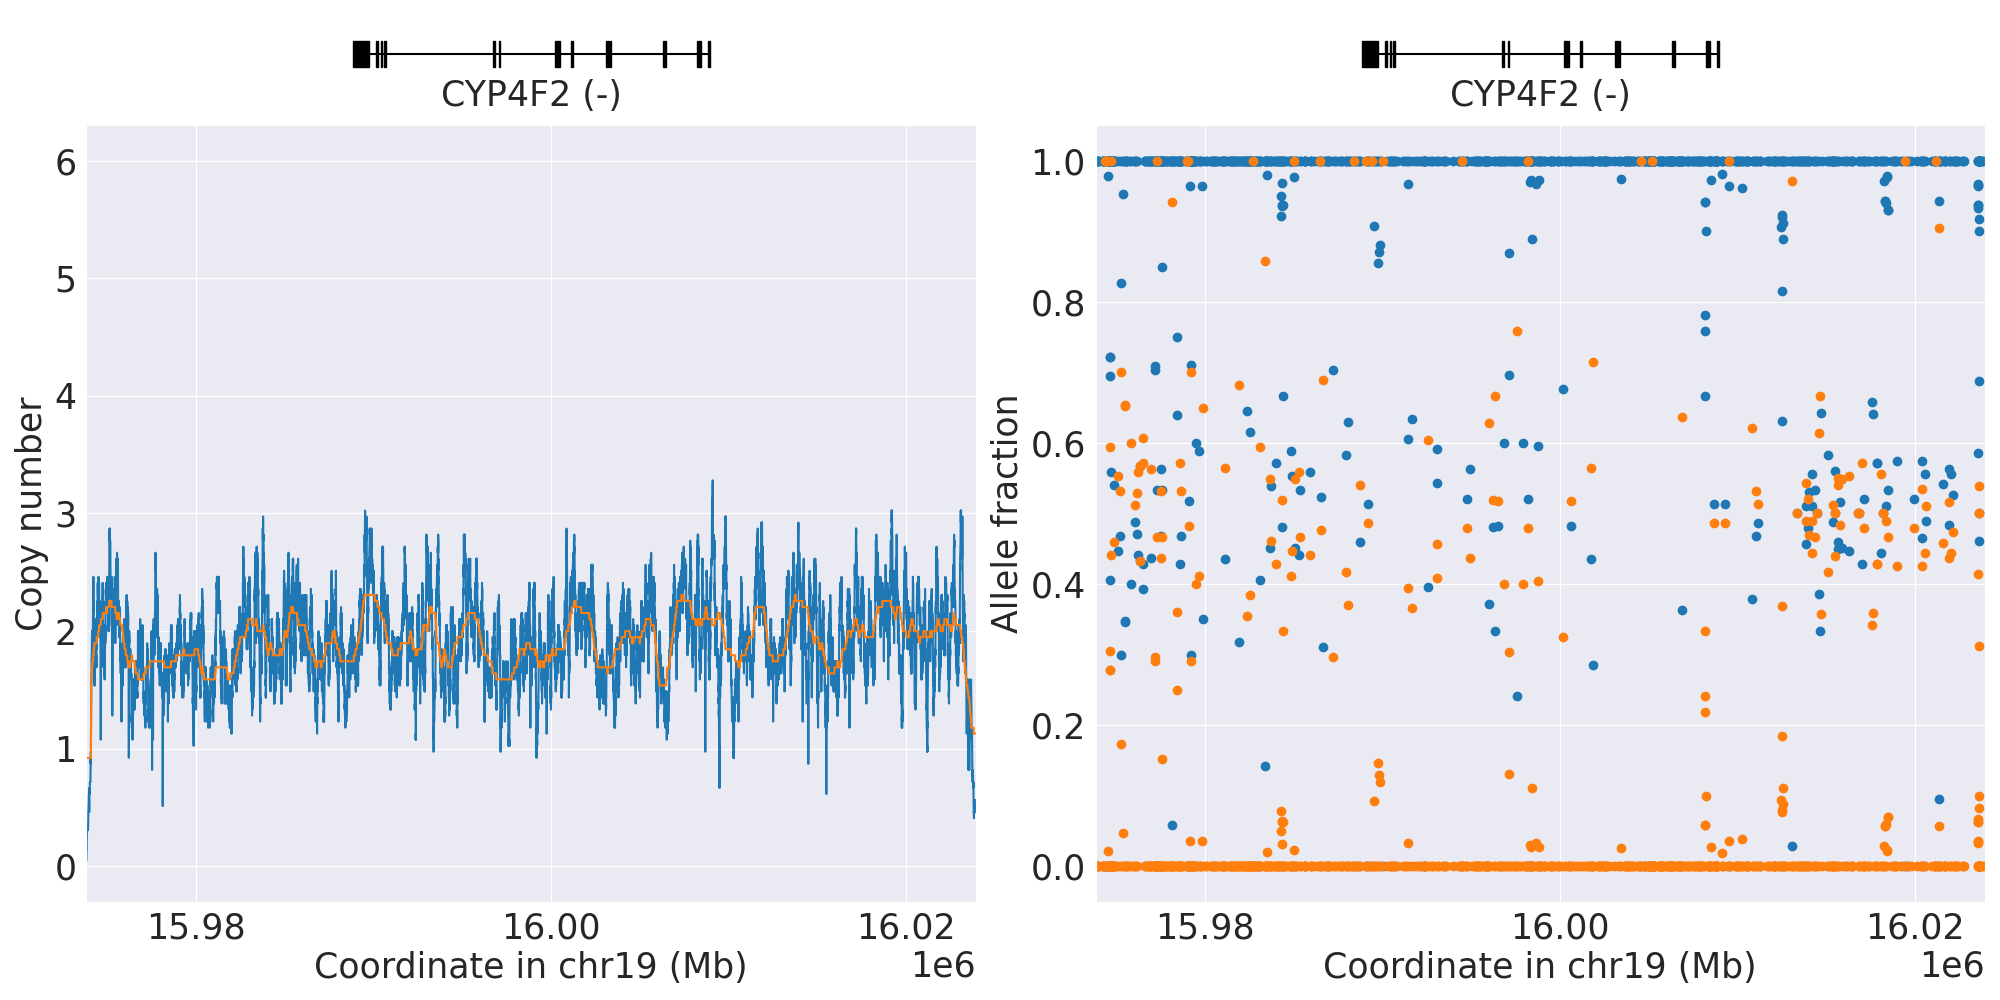 CYP4F2 (-)
6
5
4
3
2
1
0
Copy number
15.98
16.00
16.02
Coordinate in chr19 (Mb)
1e6
CYP4F2 (-)
1.0
0.8
0.6
0.4
0.2
0.0
Allele fraction
15.98
16.00
16.02
Coordinate in chr19 (Mb)
1e6